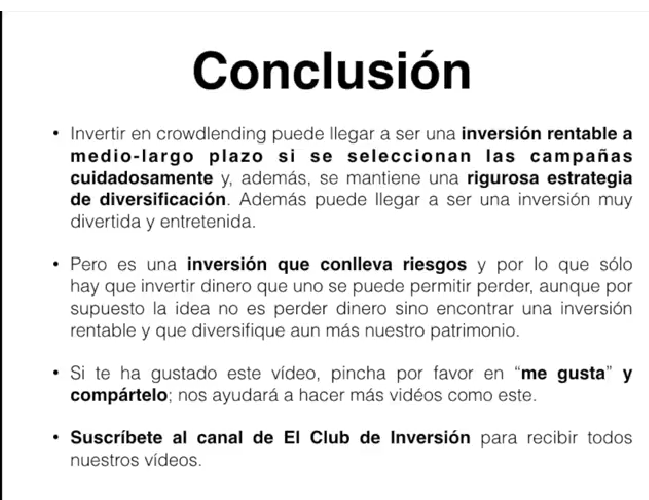 Conclusión
• Invertir en crowdlending puede llegar a ser una inversión rentable a
medio-largo plazo si se seleccionan las campañas
cuidadosamente y, además, se mantiene una rigurosa estrategia
de diversificación. Además puede llegar a ser una inversión muy
divertida y entretenida.
• Pero es una inversión que conlleva riesgos y por lo que sólo
hay que invertir dinero que uno se puede permitir perder, aunque por
supuesto la idea no es perder dinero sino encontrar una inversión
rentable y que diversifique aun más nuestro patrimonio.
• Si te ha gustado este vídeo, pincha por favor en “me gusta” y
compártelo; nos ayudará a hacer más vidéos como este.
• Suscríbete al canal de El Club de Inversión para recibir todos
nuestros vídeos.